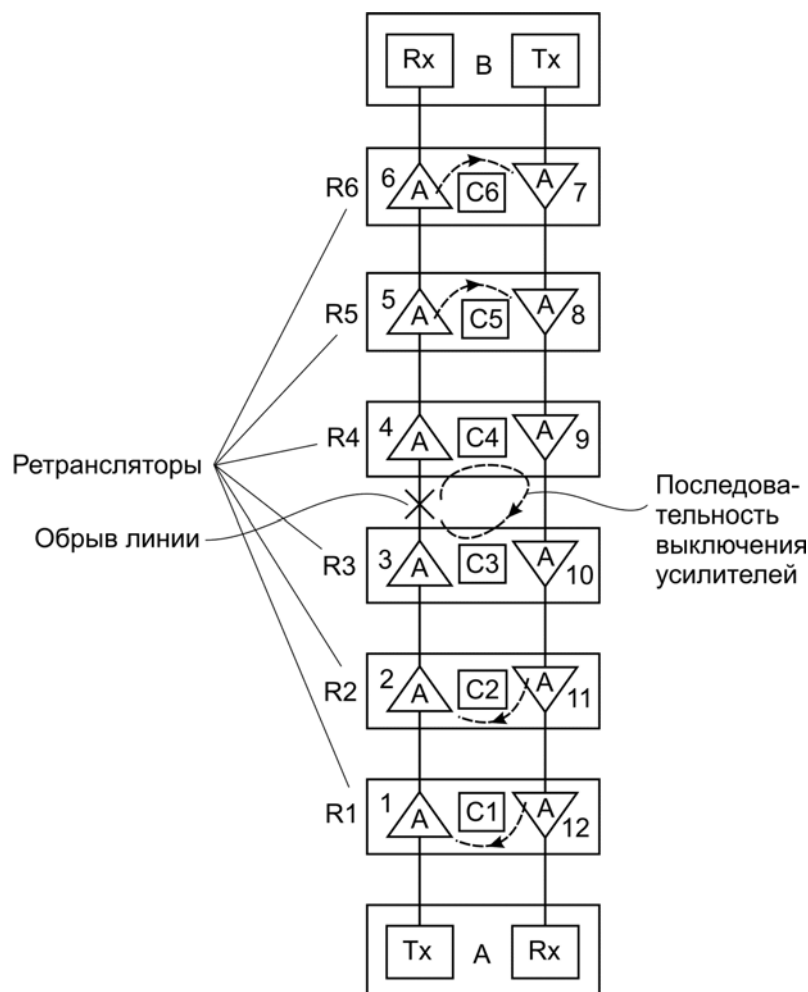 Rx B Tx
R6 6 A C6 A 7
R5 5 A C5 A 8
R4 4 A C4 A 9
Ретрансляторы
Обрыв линии
Последова-
тельность
выключения
усилителей
R3 3 A C3 A 10
R2 2 A C2 A 11
R1 1 A C1 A 12
Tx A Rx